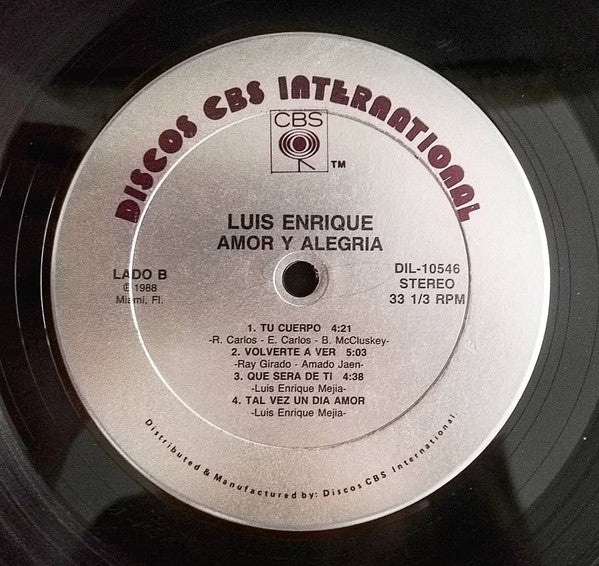 DISCOS CBS INTERNATIONAL
CBS
TM
LUIS ENRIQUE
AMOR Y ALEGRIA
LADO B
℗ 1988
Miami, Fl.
DIL-10546
STEREO
33 1/3 RPM
1. TU CUERPO 4:21
-R. Carlos - E. Carlos - B. McCluskey-
2. VOLVERTE A VER 5:03
-Ray Girado - Amado Jaen-
3. QUE SERA DE TI 4:38
-Luis Enrique Mejia-
4. TAL VEZ UN DIA AMOR
-Luis Enrique Mejia-
Distributed & Manufactured by: Discos CBS International